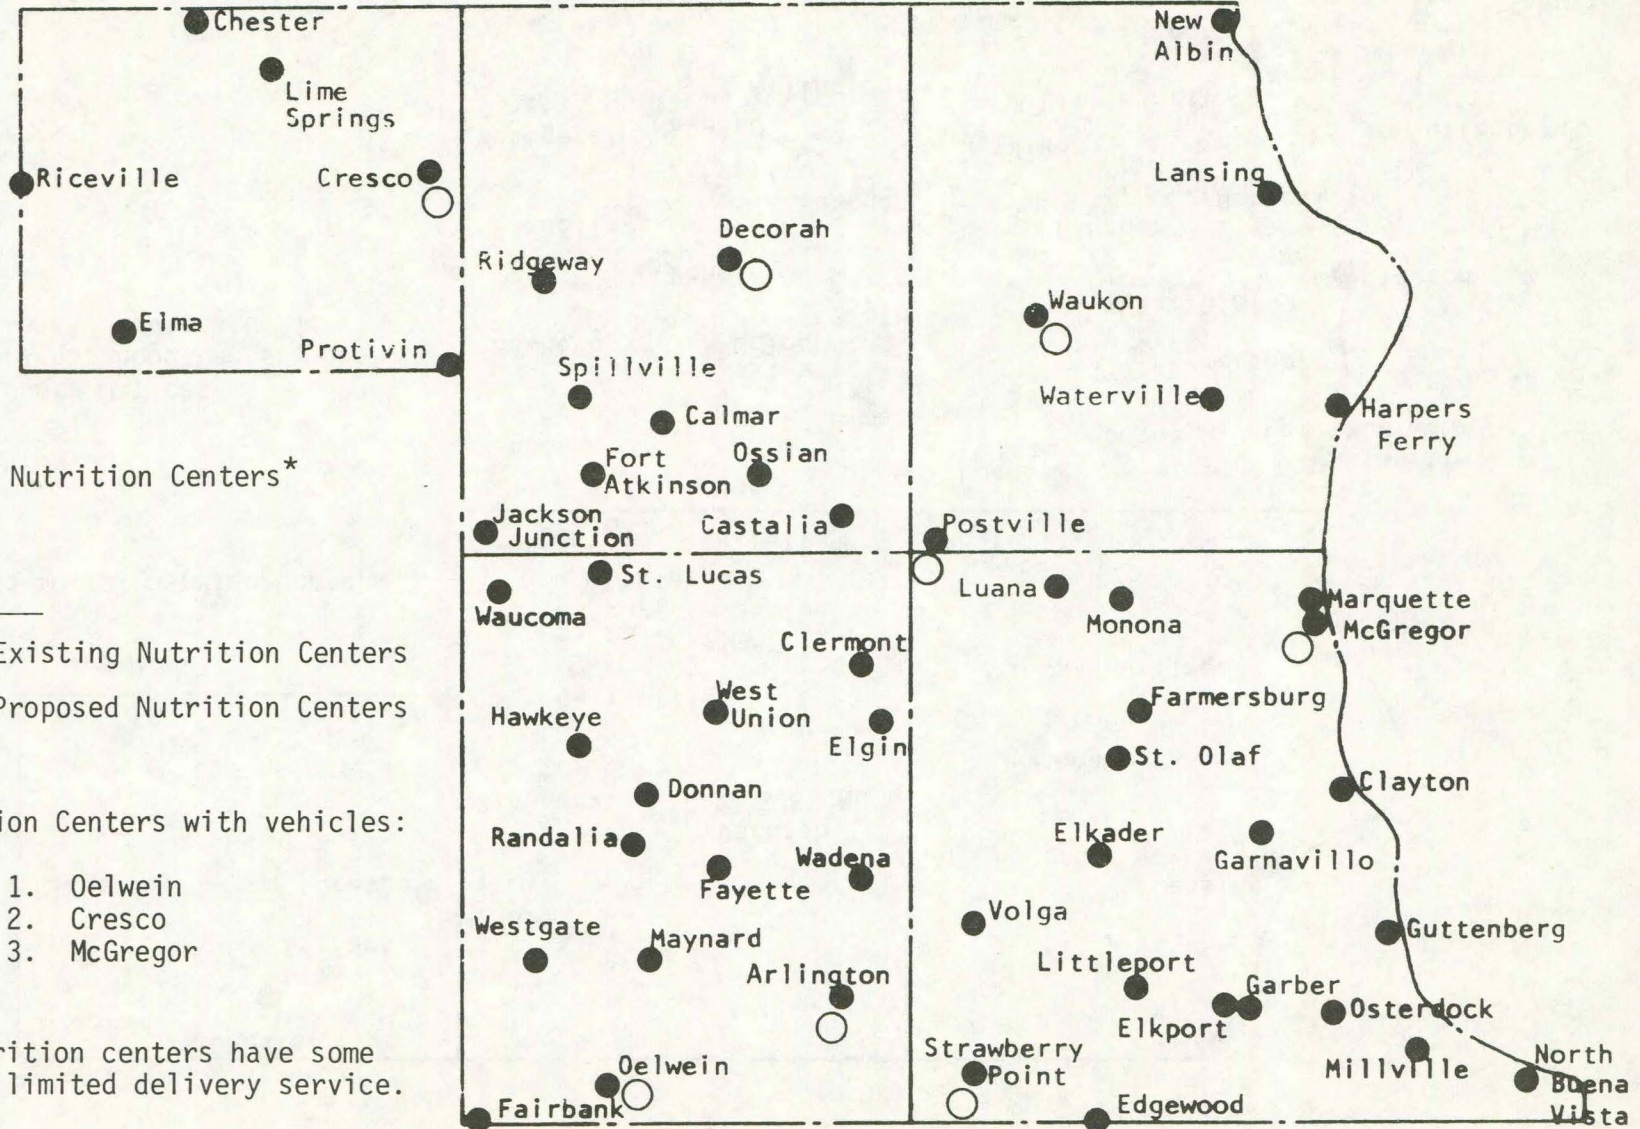 Chester
Lime
Springs
Riceville
Cresco
Elma
Protivin
Nutrition Centers*
Existing Nutrition Centers
Proposed Nutrition Centers
ion Centers with vehicles:
1. Oelwein
2. Cresco
3. McGregor
rition centers have some
limited delivery service.
Decorah
Ridgeway
Spillville
Calmar
Fort
Atkinson
Ossian
Jackson
Junction
Castalia
New
Albin
Lansing
Waukon
Waterville
Harpers
Ferry
Postville
St. Lucas
Waucoma
Clermont
West
Union
Hawkeye
Elgin
Donnan
Randalia
Fayette
Wadena
Westgate
Maynard
Arlington
Oelwein
Fairbank
Luana
Monona
Marquette
McGregor
Farmersburg
St. Olaf
Clayton
Elkader
Garnavillo
Volga
Guttenberg
Littleport
Garber
Elkport
Osterdock
Strawberry
Point
Millville
North
Buena
Vista
Edgewood